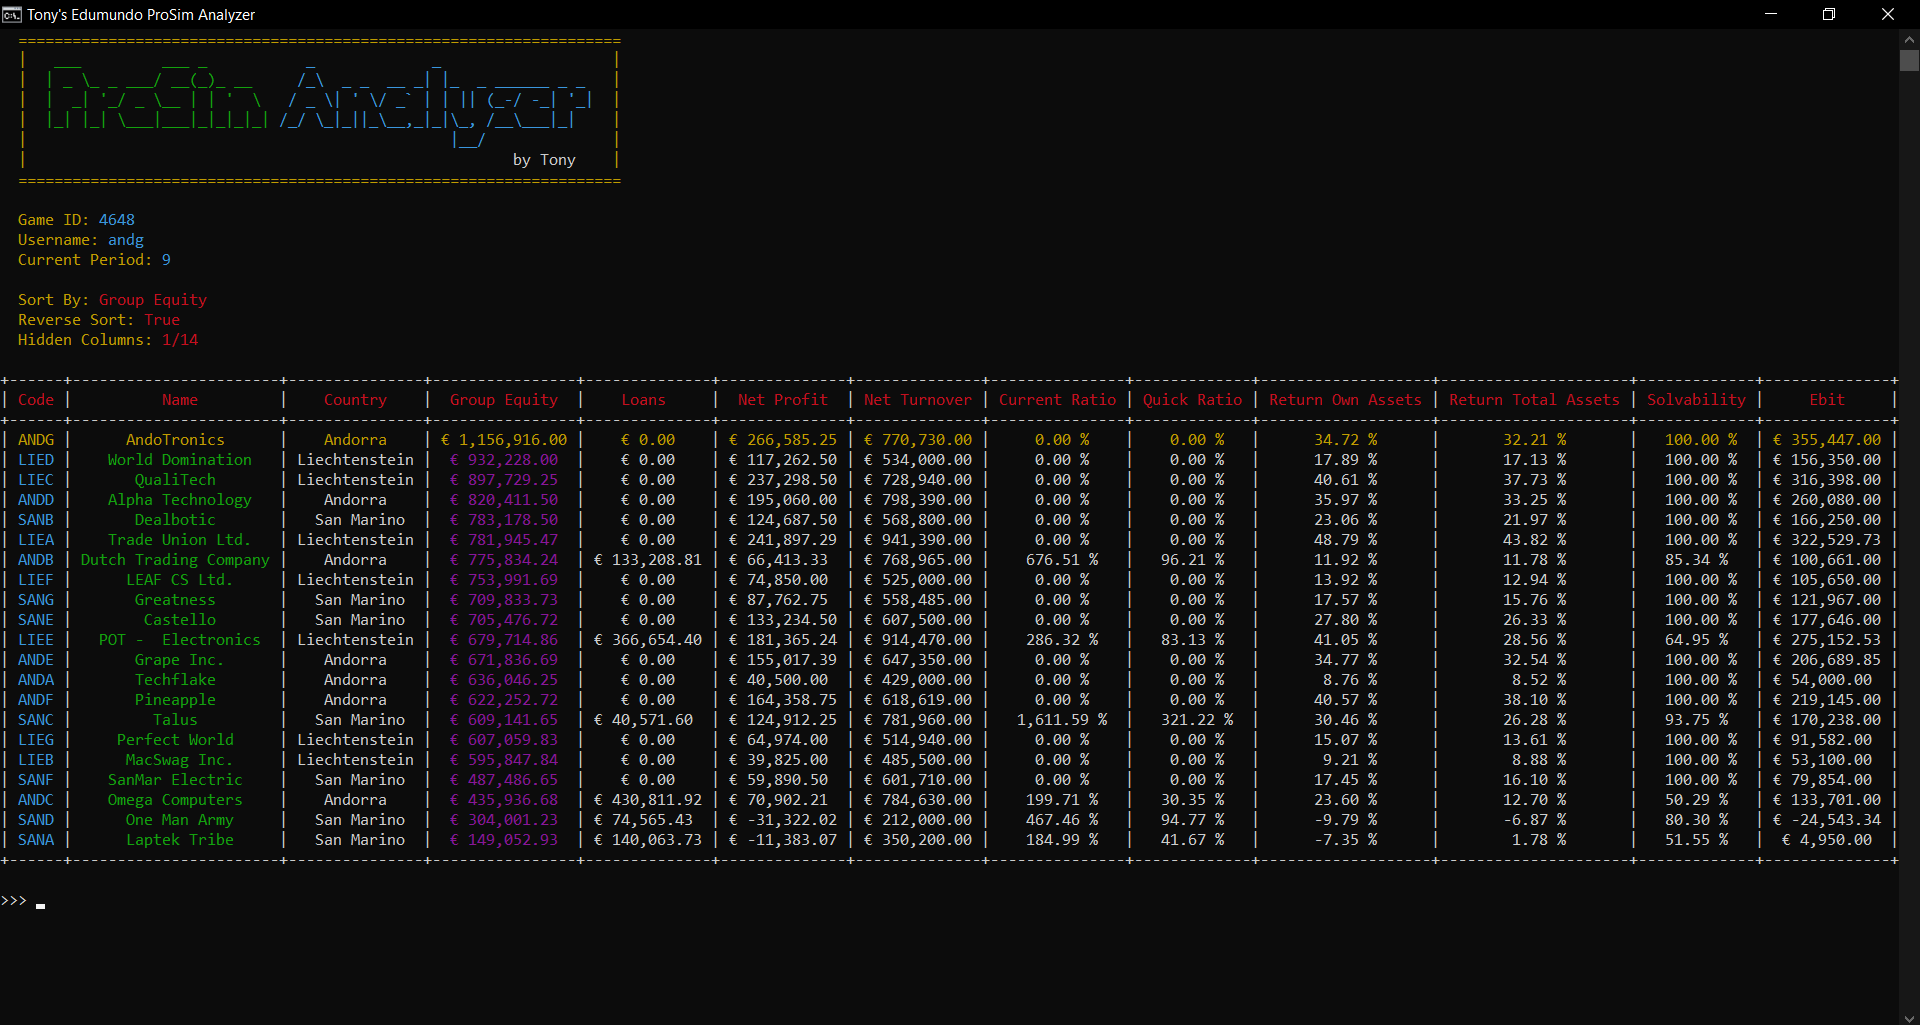 Tony's Edumundo ProSim Analyzer
ProSim Analyzer
by Tony
Game ID: 4648
Username: andg
Current Period: 9
Sort By: Group Equity
Reverse Sort: True
Hidden Columns: 1/14
| Code | Name | Country | Group Equity | Loans | Net Profit | Net Turnover | Current Ratio | Quick Ratio | Return Own Assets | Return Total Assets | Solvability | Ebit |
| ANDG | AndoTronics | Andorra | € 1,156,916.00 | € 0.00 | € 266,585.25 | € 770,730.00 | 0.00 % | 0.00 % | 34.72 % | 32.21 % | 100.00 % | € 355,447.00 |
| LIED | World Domination | Liechtenstein | € 932,228.00 | € 0.00 | € 117,262.50 | € 534,000.00 | 0.00 % | 0.00 % | 17.89 % | 17.13 % | 100.00 % | € 156,350.00 |
| LIEC | QualiTech | Liechtenstein | € 897,729.25 | € 0.00 | € 237,298.50 | € 728,940.00 | 0.00 % | 0.00 % | 40.61 % | 37.73 % | 100.00 % | € 316,398.00 |
| ANDD | Alpha Technology | Andorra | € 820,411.50 | € 0.00 | € 195,060.00 | € 798,390.00 | 0.00 % | 0.00 % | 35.97 % | 33.25 % | 100.00 % | € 260,080.00 |
| SANB | Dealbotic | San Marino | € 783,178.50 | € 0.00 | € 124,687.50 | € 568,800.00 | 0.00 % | 0.00 % | 23.06 % | 21.97 % | 100.00 % | € 166,250.00 |
| LIEA | Trade Union Ltd. | Liechtenstein | € 781,945.47 | € 0.00 | € 241,897.29 | € 941,390.00 | 0.00 % | 0.00 % | 48.79 % | 43.82 % | 100.00 % | € 322,529.73 |
| ANDB | Dutch Trading Company | Andorra | € 775,834.24 | € 133,208.81 | € 66,413.33 | € 768,965.00 | 676.51 % | 96.21 % | 11.92 % | 11.78 % | 85.34 % | € 100,661.00 |
| LIEF | LEAF CS Ltd. | Liechtenstein | € 753,991.69 | € 0.00 | € 74,850.00 | € 525,000.00 | 0.00 % | 0.00 % | 13.92 % | 12.94 % | 100.00 % | € 105,650.00 |
| SANG | Greatness | San Marino | € 709,833.73 | € 0.00 | € 87,762.75 | € 558,485.00 | 0.00 % | 0.00 % | 17.57 % | 15.76 % | 100.00 % | € 121,967.00 |
| SANE | Castello | San Marino | € 705,476.72 | € 0.00 | € 133,234.50 | € 607,500.00 | 0.00 % | 0.00 % | 27.80 % | 26.33 % | 100.00 % | € 177,646.00 |
| LIEE | POT -  Electronics | Liechtenstein | € 679,714.86 | € 366,654.40 | € 181,365.24 | € 914,470.00 | 286.32 % | 83.13 % | 41.05 % | 28.56 % | 64.95 % | € 275,152.53 |
| ANDE | Grape Inc. | Andorra | € 671,836.69 | € 0.00 | € 155,017.39 | € 647,350.00 | 0.00 % | 0.00 % | 34.77 % | 32.54 % | 100.00 % | € 206,689.85 |
| ANDA | Techflake | Andorra | € 636,046.25 | € 0.00 | € 40,500.00 | € 429,000.00 | 0.00 % | 0.00 % | 8.76 % | 8.52 % | 100.00 % | € 54,000.00 |
| ANDF | Pineapple | Andorra | € 622,252.72 | € 0.00 | € 164,358.75 | € 618,619.00 | 0.00 % | 0.00 % | 40.57 % | 38.10 % | 100.00 % | € 219,145.00 |
| SANC | Talus | San Marino | € 609,141.65 | € 40,571.60 | € 124,912.25 | € 781,960.00 | 1,611.59 % | 321.22 % | 30.46 % | 26.28 % | 93.75 % | € 170,238.00 |
| LIEG | Perfect World | Liechtenstein | € 607,059.83 | € 0.00 | € 64,974.00 | € 514,940.00 | 0.00 % | 0.00 % | 15.07 % | 13.61 % | 100.00 % | € 91,582.00 |
| LIEB | MacSwag Inc. | Liechtenstein | € 595,847.84 | € 0.00 | € 39,825.00 | € 485,500.00 | 0.00 % | 0.00 % | 9.21 % | 8.88 % | 100.00 % | € 53,100.00 |
| SANF | SanMar Electric | San Marino | € 487,486.65 | € 0.00 | € 59,890.50 | € 601,710.00 | 0.00 % | 0.00 % | 17.45 % | 16.10 % | 100.00 % | € 79,854.00 |
| ANDC | Omega Computers | Andorra | € 435,936.68 | € 430,811.92 | € 70,902.21 | € 784,630.00 | 199.71 % | 30.35 % | 23.60 % | 12.70 % | 50.29 % | € 133,701.00 |
| SAND | One Man Army | San Marino | € 304,001.23 | € 74,565.43 | € -31,322.02 | € 212,000.00 | 467.46 % | 94.77 % | -9.79 % | -6.87 % | 80.30 % | € -24,543.34 |
| SANA | Laptek Tribe | San Marino | € 149,052.93 | € 140,063.73 | € -11,383.07 | € 350,200.00 | 184.99 % | 41.67 % | -7.35 % | 1.78 % | 51.55 % | € 4,950.00 |
>>>